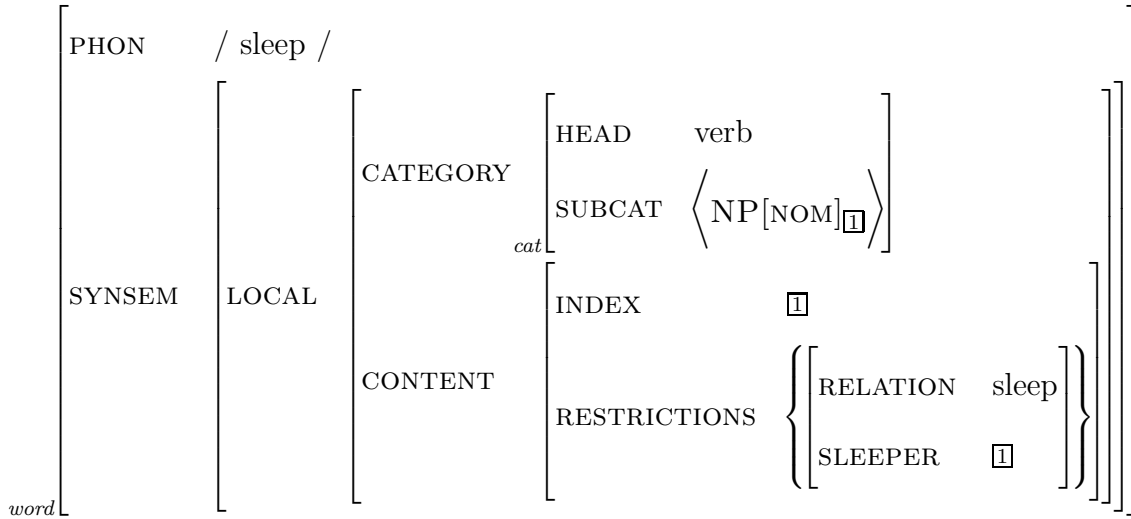 PHON / sleep /
HEAD verb
CATEGORY
SUBCAT ⟨NP[NOM]1⟩
cat
SYNSEM LOCAL INDEX 1
CONTENT RELATION sleep
RESTRICTIONS
SLEEPER 1
word